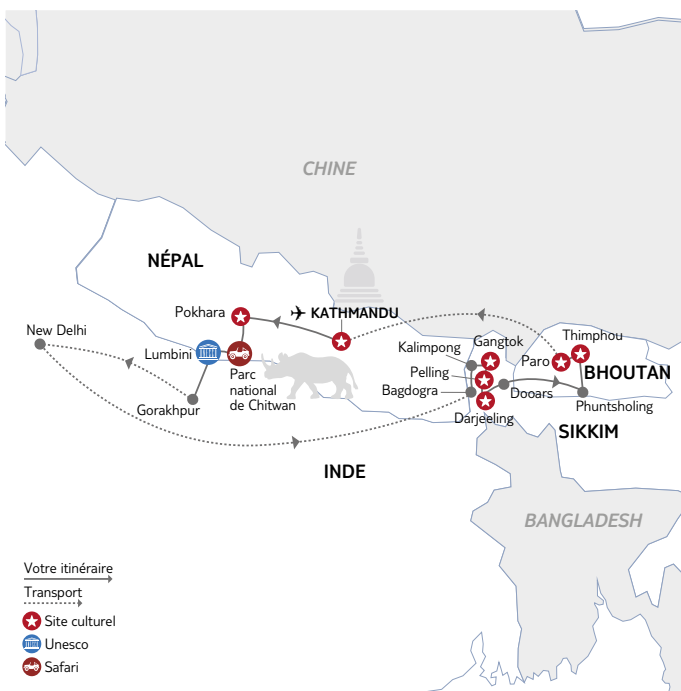 CHINE
NÉPAL
Pokhara
KATHMANDU
New Delhi
Lumbini
Parc
national
de Chitwan
Gorakhpur
Kalimpong
Gangtok
Pelling
Bagdogra
Darjeeling
Dooars
Thimphou
Paro
BHOUTAN
Phuntsholing
SIKKIM
INDE
BANGLADESH
Votre itinéraire
Transport
Site culturel
Unesco
Safari